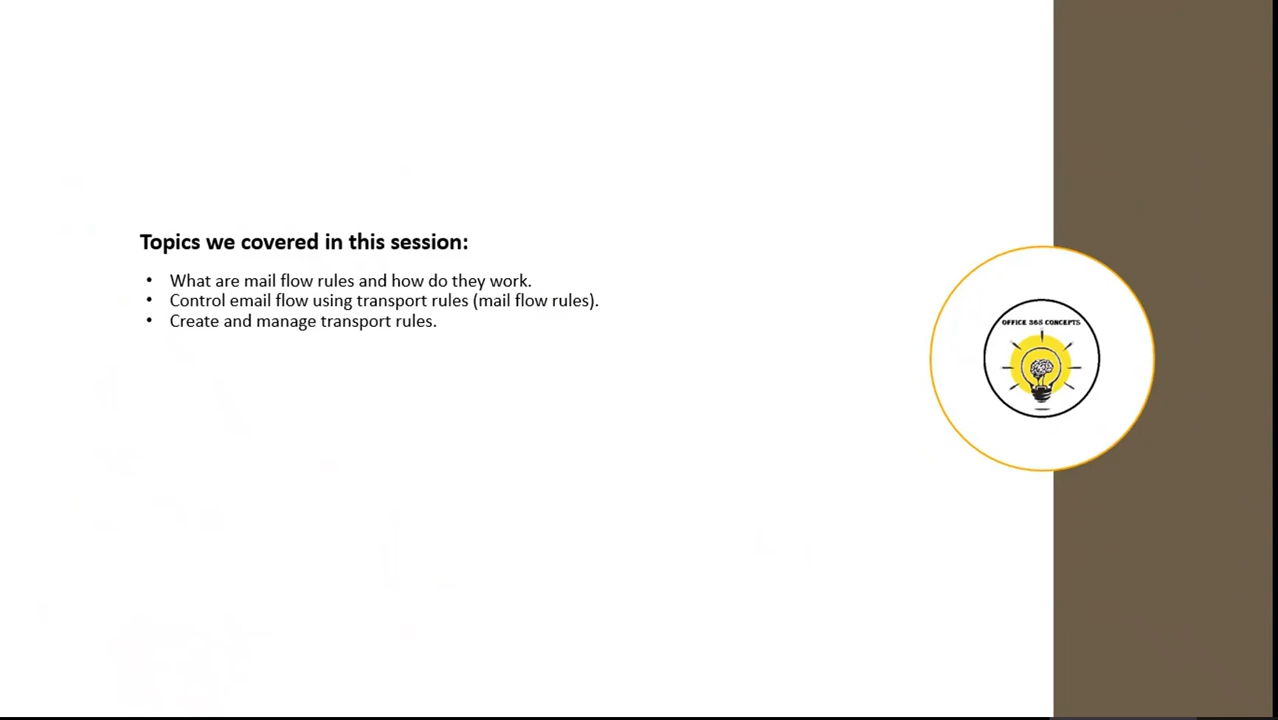 Topics we covered in this session:
• What are mail flow rules and how do they work.
• Control email flow using transport rules (mail flow rules).
• Create and manage transport rules.
OFFICE 365 CONCEPTS